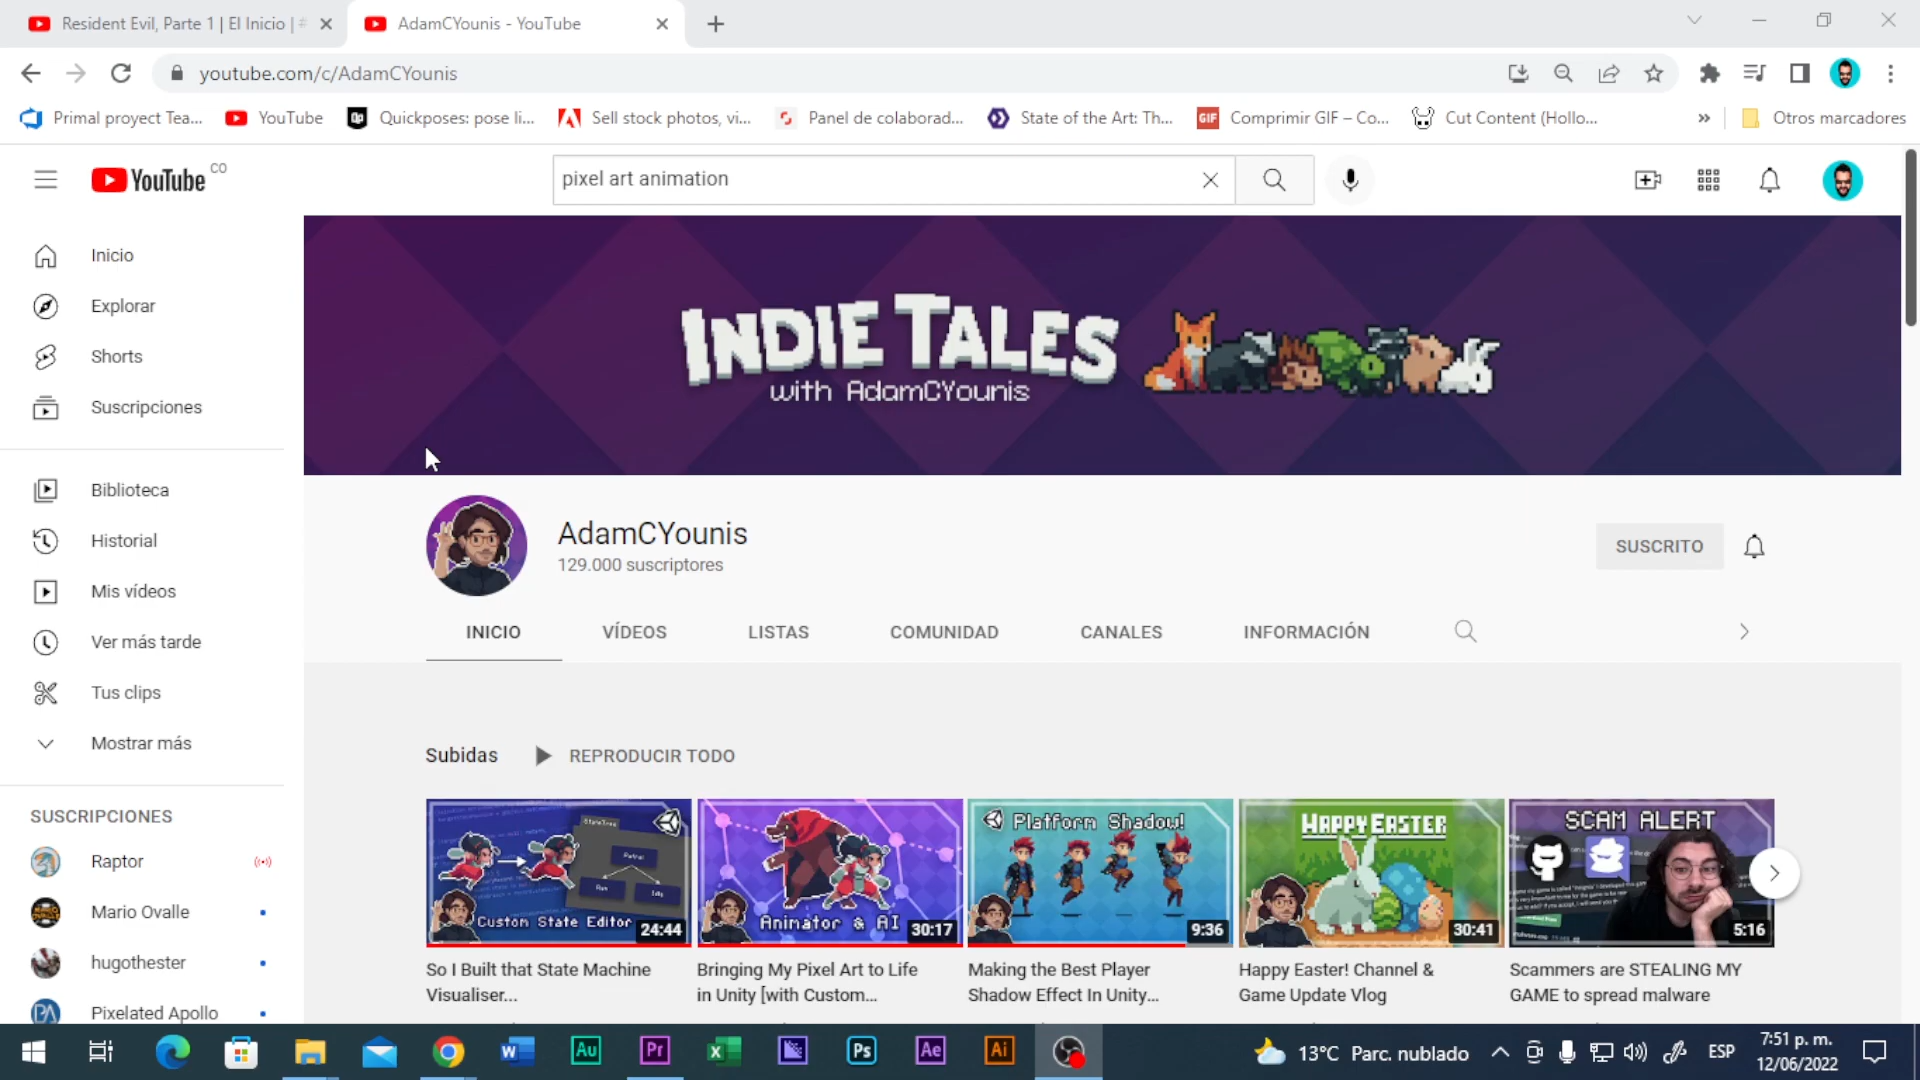 Resident Evil, Parte 1 | El Inicio | #
AdamCYounis - YouTube
youtube.com/c/AdamCYounis
Primal proyect Tea...
YouTube
Quickposes: pose li...
Sell stock photos, vi...
Panel de colaborad...
State of the Art: Th...
GIF
Comprimir GIF – Co...
Cut Content (Hollo...
»
Otros marcadores
YouTube CO
pixel art animation
Inicio
Explorar
Shorts
Suscripciones
Biblioteca
Historial
Mis vídeos
Ver más tarde
Tus clips
Mostrar más
SUSCRIPCIONES
Raptor
Mario Ovalle
hugothester
Pixelated Apollo
INDIE TALES
with AdamCYounis
AdamCYounis
129.000 suscriptores
SUSCRITO
INICIO
VÍDEOS
LISTAS
COMUNIDAD
CANALES
INFORMACIÓN
Subidas
REPRODUCIR TODO
Custom State Editor
24:44
So I Built that State Machine
Visualiser...
Animator & AI
30:17
Bringing My Pixel Art to Life
in Unity [with Custom...
Platform Shadow!
9:36
Making the Best Player
Shadow Effect In Unity...
HAPPY EASTER
30:41
Happy Easter! Channel &
Game Update Vlog
SCAM ALERT
5:16
Scammers are STEALING MY
GAME to spread malware
Au
Pr
Ps
Ae
Ai
13°C Parc. nublado
ESP
7:51 p. m.
12/06/2022